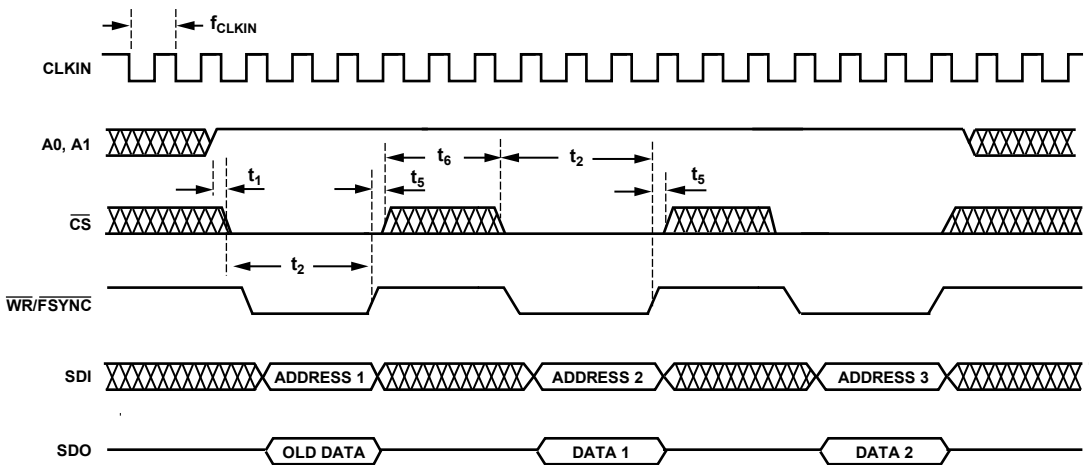 fCLKIN
CLKIN
A0, A1
t1
t5
t6
t2
t5
CS
t2
WR/FSYNC
SDI
ADDRESS 1
ADDRESS 2
ADDRESS 3
SDO
OLD DATA
DATA 1
DATA 2